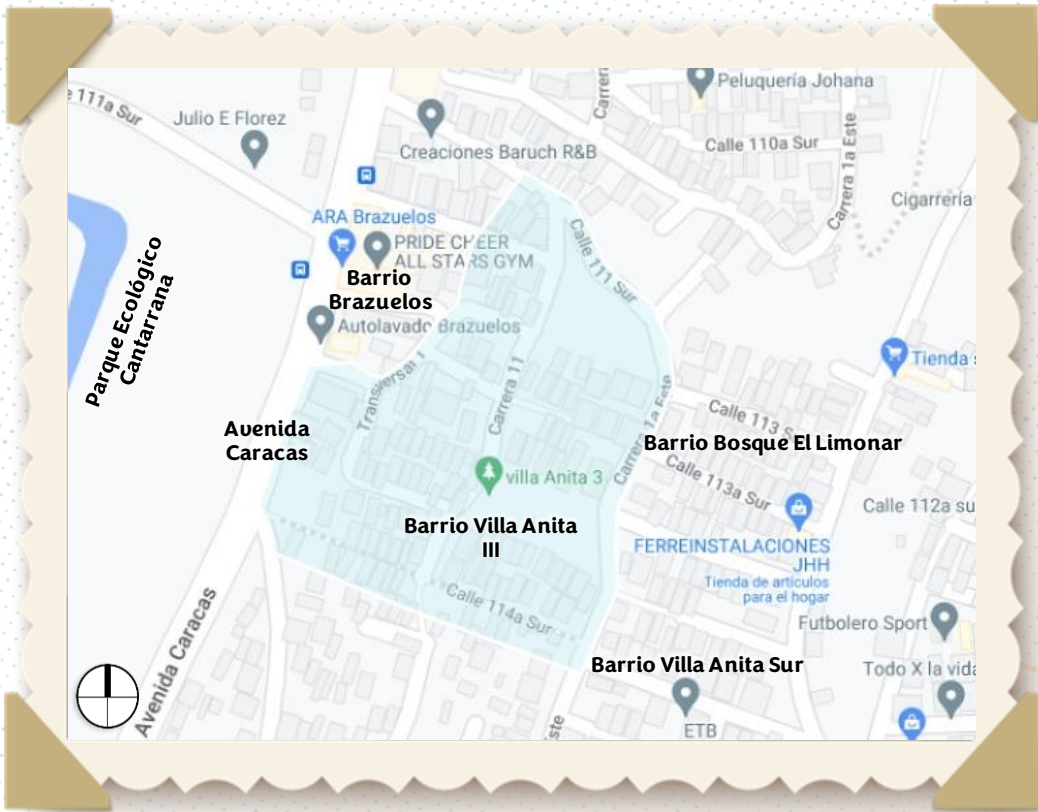 Peluquería Johana
e 111a Sur
Carrer
Julio E Florez
Creaciones Baruch R&B
Calle 110a Sur
Carrera 1a Este
Cigarrería
ARA Brazuelos
PRIDE CHEER
ALL STARS GYM
Calle 111 Sur
Parque Ecológico
Cantarrana
Barrio
Brazuelos
Autolavado Brazuelos
Tienda s
Transversal 1
Carrera 11
Carrera 1a Este
Calle 113 S
Avenida
Caracas
Barrio Bosque El Limonar
Calle 113a Sur
villa Anita 3
Calle 112a su
Barrio Villa Anita
III
FERREINSTALACIONES
JHH
Tienda de artículos
para el hogar
Calle 114a Sur
Futbolero Sport
Avenida Caracas
Barrio Villa Anita Sur
Todo X la vida
ETB
ste